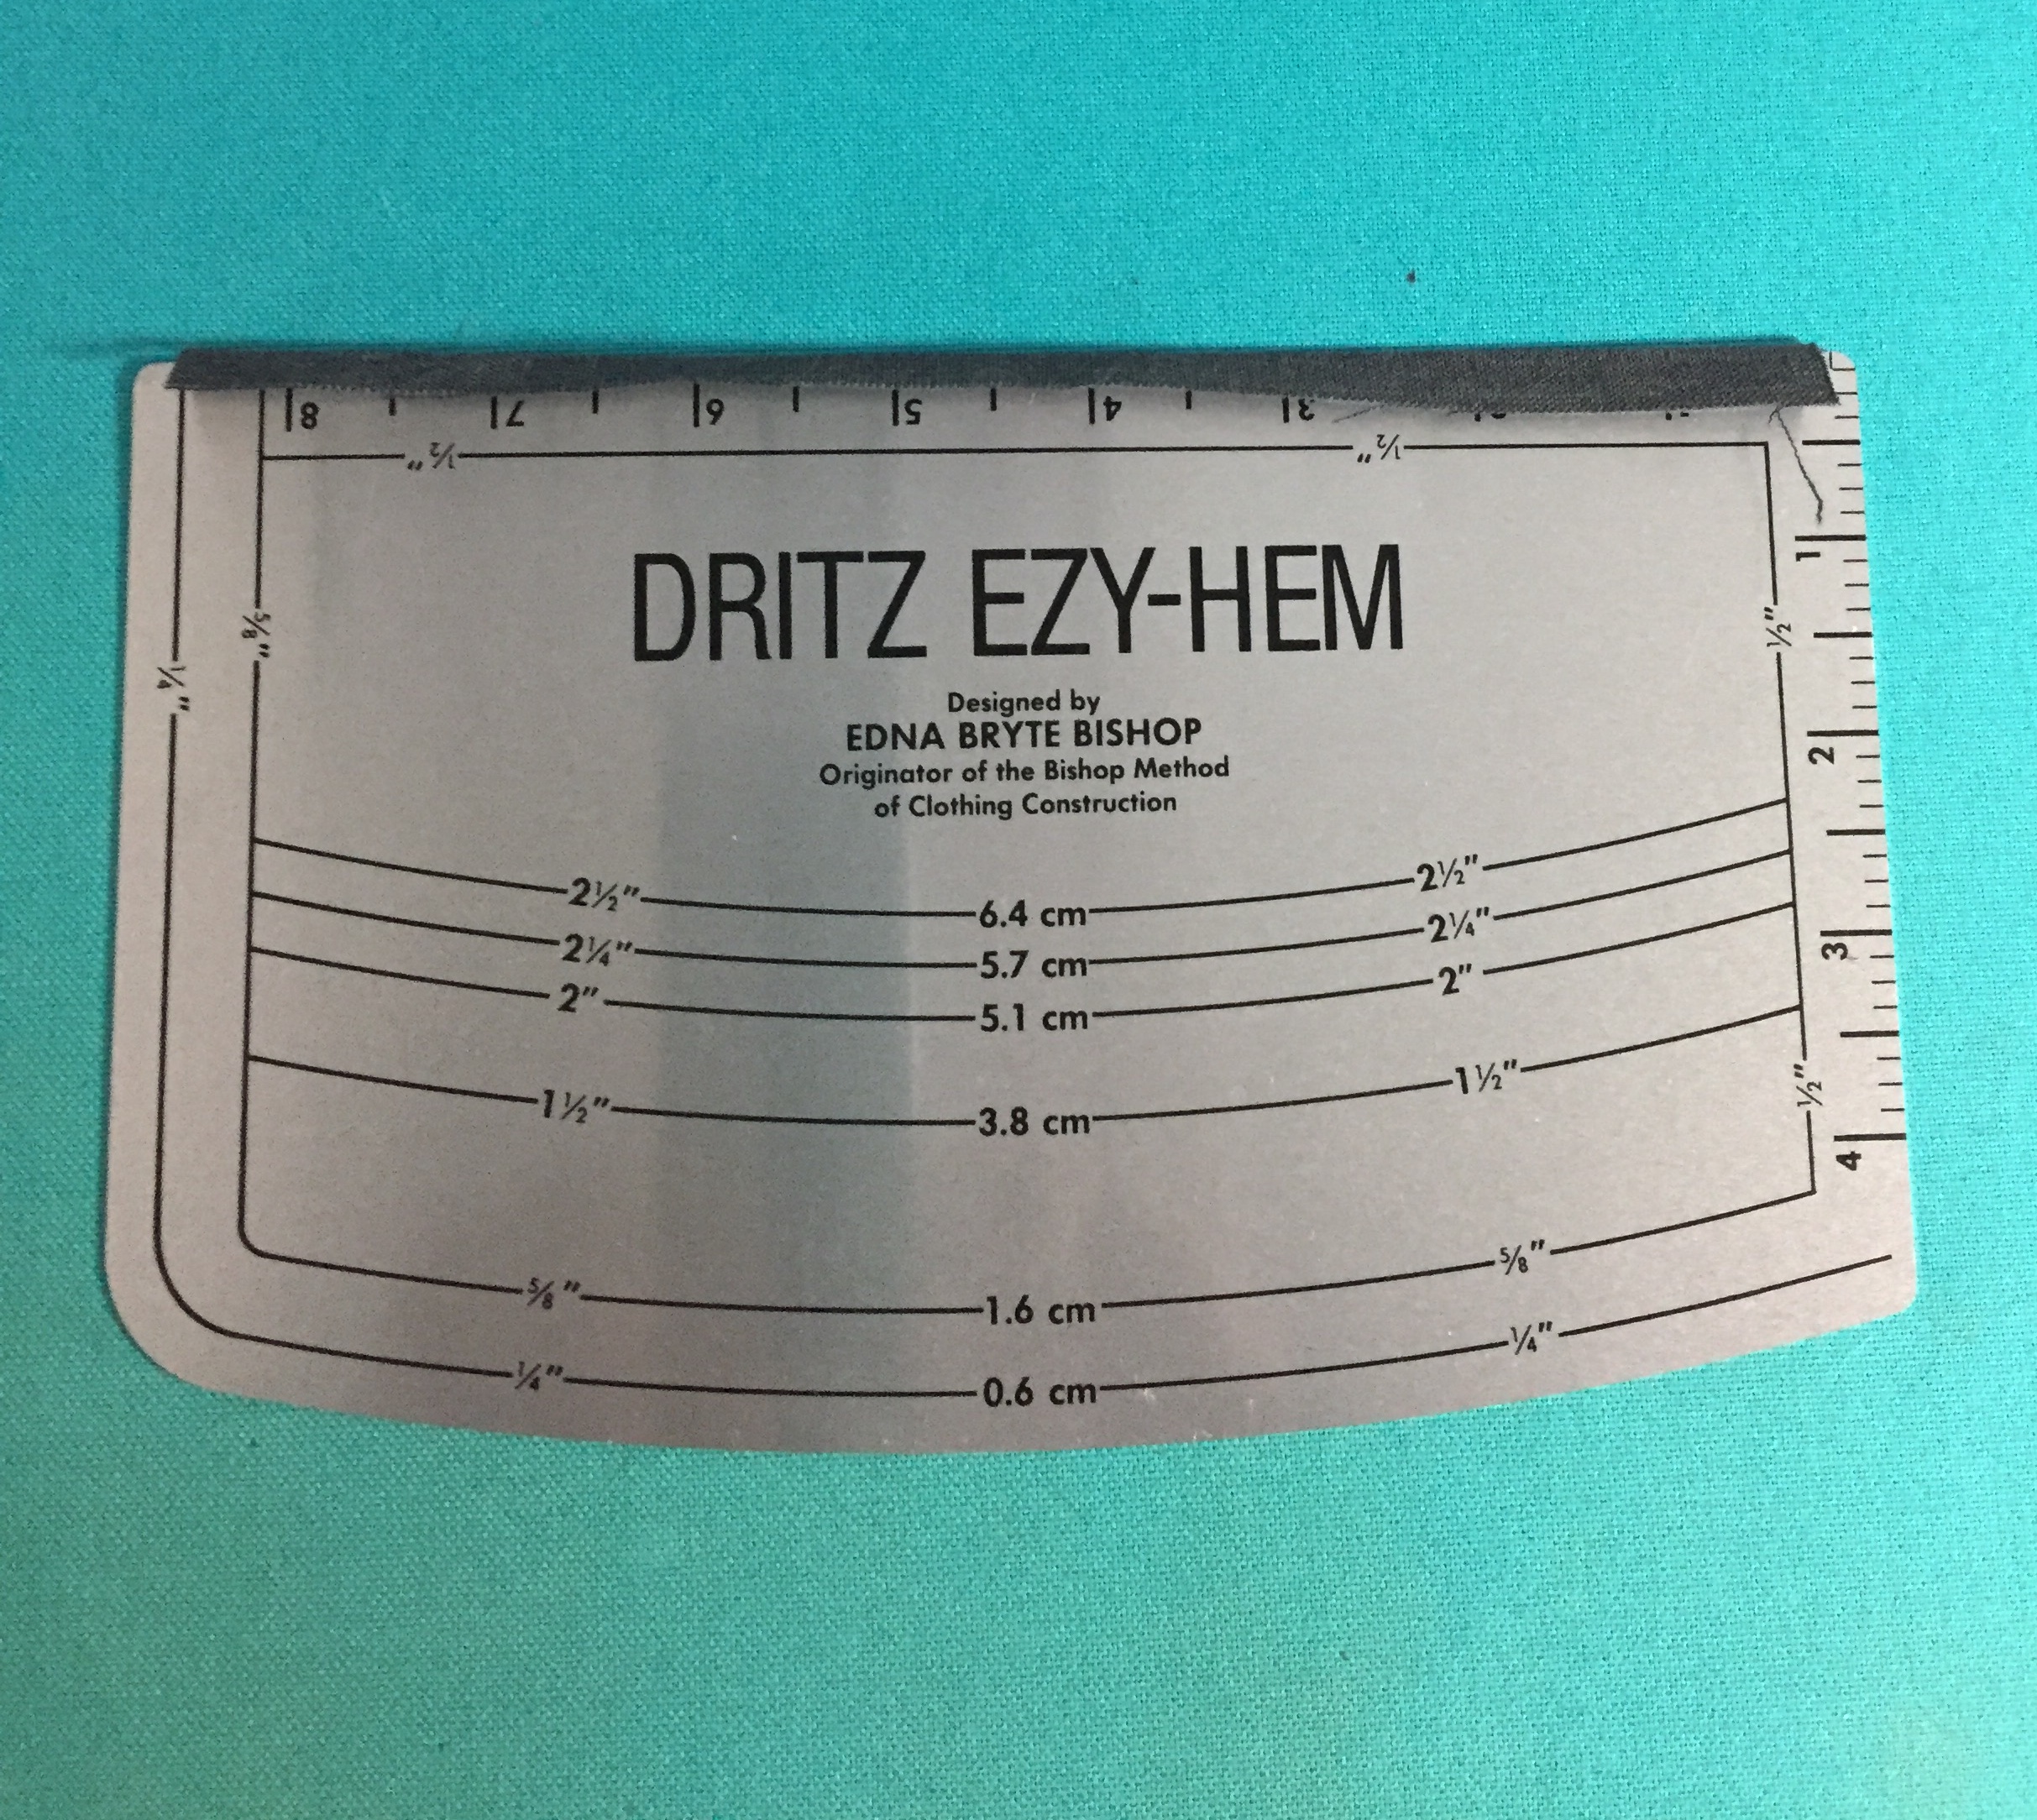 8 7 6 5 4 3
½" ½"
DRITZ EZY-HEM
Designed by
EDNA BRYTE BISHOP
Originator of the Bishop Method
of Clothing Construction
¼"
⅝"
½"
½"
1
2
3
4
2½" 6.4 cm 2½"
2¼" 5.7 cm 2¼"
2" 5.1 cm 2"
1½" 3.8 cm 1½"
⅝" 1.6 cm ⅝"
¼" 0.6 cm ¼"